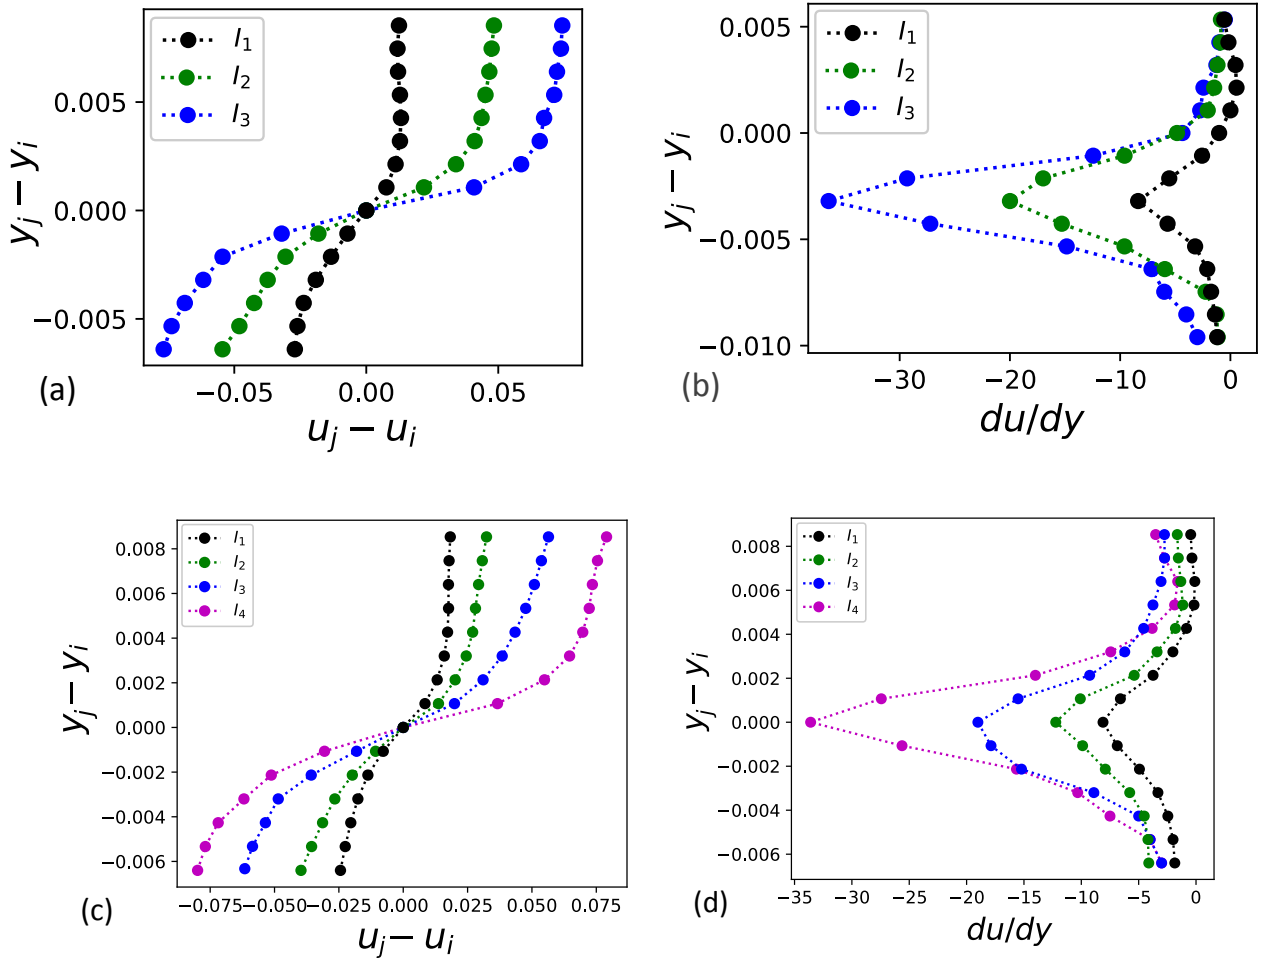 l1
l2
l3
0.005
0.000
−0.005
yj − yi
−0.05
0.00
0.05
uj − ui
(a)
l1
l2
l3
0.005
0.000
−0.005
−0.010
yj − yi
−30
−20
−10
0
du/dy
(b)
l1
l2
l3
l4
0.008
0.006
0.004
0.002
0.000
−0.002
−0.004
−0.006
yj − yi
−0.075
−0.050
−0.025
0.000
0.025
0.050
0.075
uj − ui
(c)
l1
l2
l3
l4
0.008
0.006
0.004
0.002
0.000
−0.002
−0.004
−0.006
yj − yi
−35
−30
−25
−20
−15
−10
−5
0
du/dy
(d)